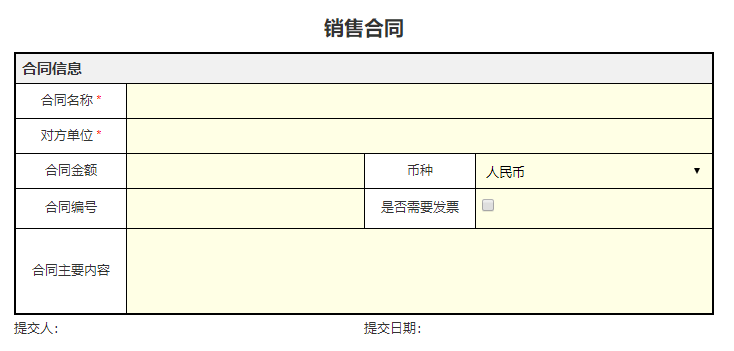 销售合同
合同信息
合同名称 *
对方单位 *
合同金额 币种 人民币
合同编号 是否需要发票
合同主要内容
提交人: 提交日期: